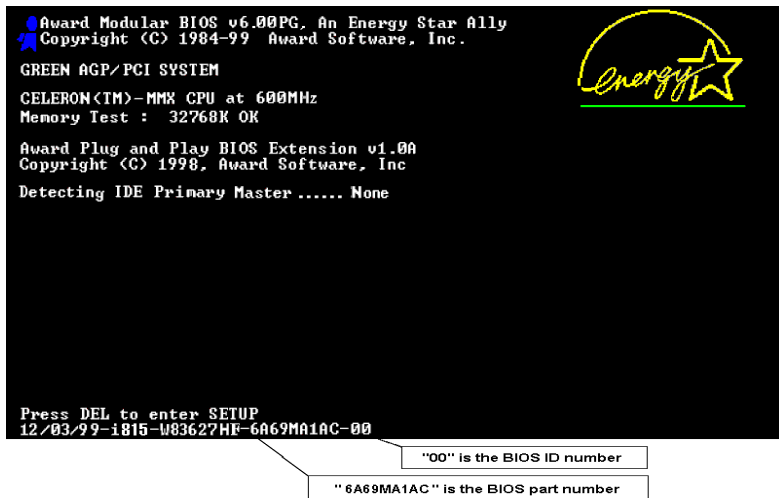 Award Modular BIOS v6.00PG, An Energy Star Ally
Copyright (C) 1984-99 Award Software, Inc.
energy
GREEN AGP/PCI SYSTEM
CELERON(TM)-MMX CPU at 600MHz
Memory Test : 32768K OK
Award Plug and Play BIOS Extension v1.0A
Copyright (C) 1998, Award Software, Inc
Detecting IDE Primary Master ...... None
Press DEL to enter SETUP
12/03/99-i815-W83627HF-6A69MA1AC-00
"00" is the BIOS ID number
"6A69MA1AC" is the BIOS part number